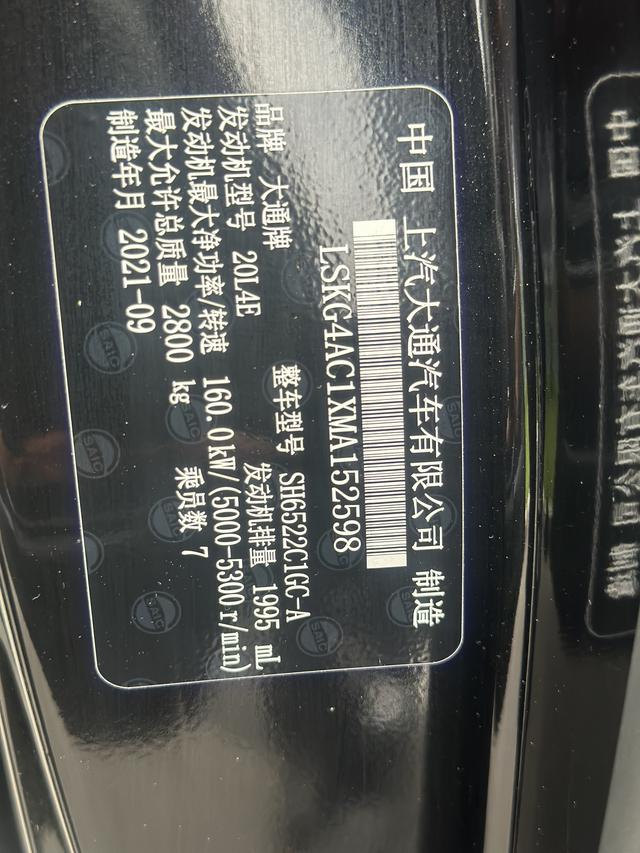 中国 上汽大通汽车有限公司 制造
LSKG4AC1XMA152598
品牌 大通牌 整车型号 SH6522C1GC-A
发动机型号 20L4E 发动机排量 1995 mL
发动机最大净功率/转速 160.0kW/(5000-5300r/min)
最大允许总质量 2800 kg 乘员数 7
制造年月 2021-09
SAIC